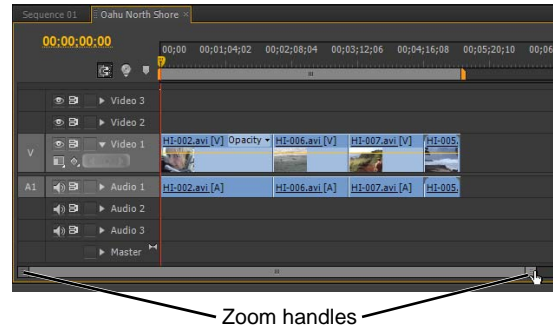 Sequence 01 Oahu North Shore ×
00;00;00;00
00;00 00;01;04;02 00;02;08;04 00;03;12;06 00;04;16;08 00;05;20;10 00;06
Video 3
Video 2
V Video 1 HI-002.avi [V] Opacity HI-006.avi [V] HI-007.avi [V] HI-005.
A1 Audio 1 HI-002.avi [A] HI-006.avi [A] HI-007.avi [A] HI-005.
Audio 2
Audio 3
Master
Zoom handles